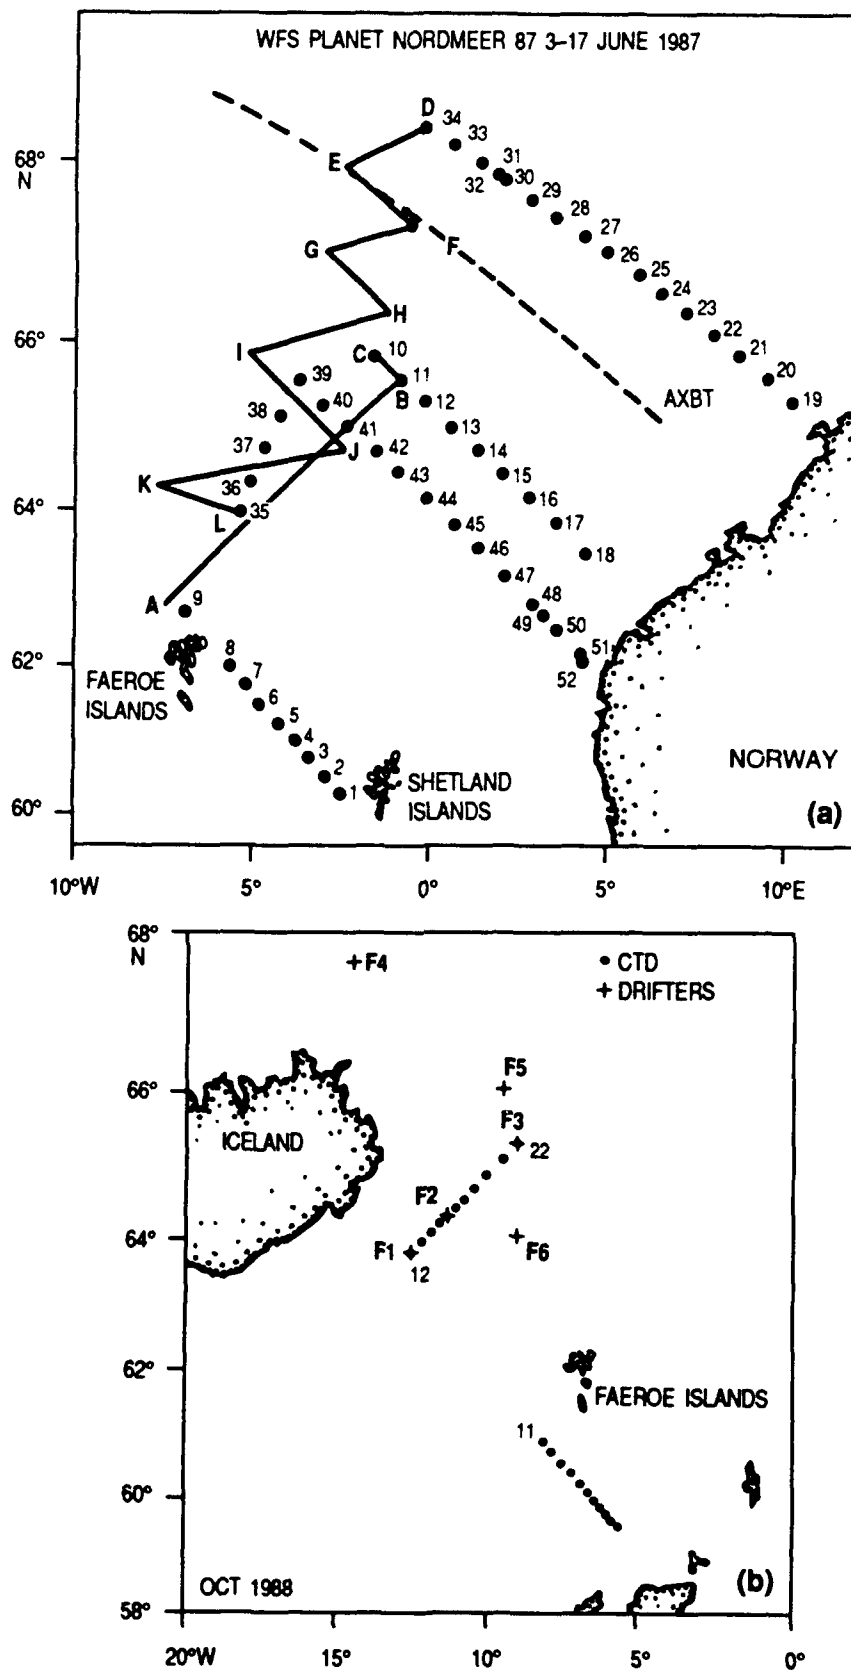 WFS PLANET NORDMEER 87 3–17 JUNE 1987
D
34
33
68°
N
E
31
32
30
29
28
F
27
G
26
25
24
23
H
22
66°
I
C
10
21
39
11
20
B
12
AXBT
19
38
40
41
13
37
J
42
14
K
36
43
15
64°
L
35
44
16
45
17
46
18
A
9
47
48
49
50
62°
8
51
52
FAEROE
ISLANDS
7
6
5
4
3
2
1
NORWAY
SHETLAND
ISLANDS
60°
(a)
10°W
5°
0°
5°
10°E
68°
N
+F4
• CTD
+ DRIFTERS
F5
66°
F3
ICELAND
22
F2
64°
F1
F6
12
62°
FAEROE ISLANDS
11
60°
OCT 1988
(b)
58°
20°W
15°
10°
5°
0°